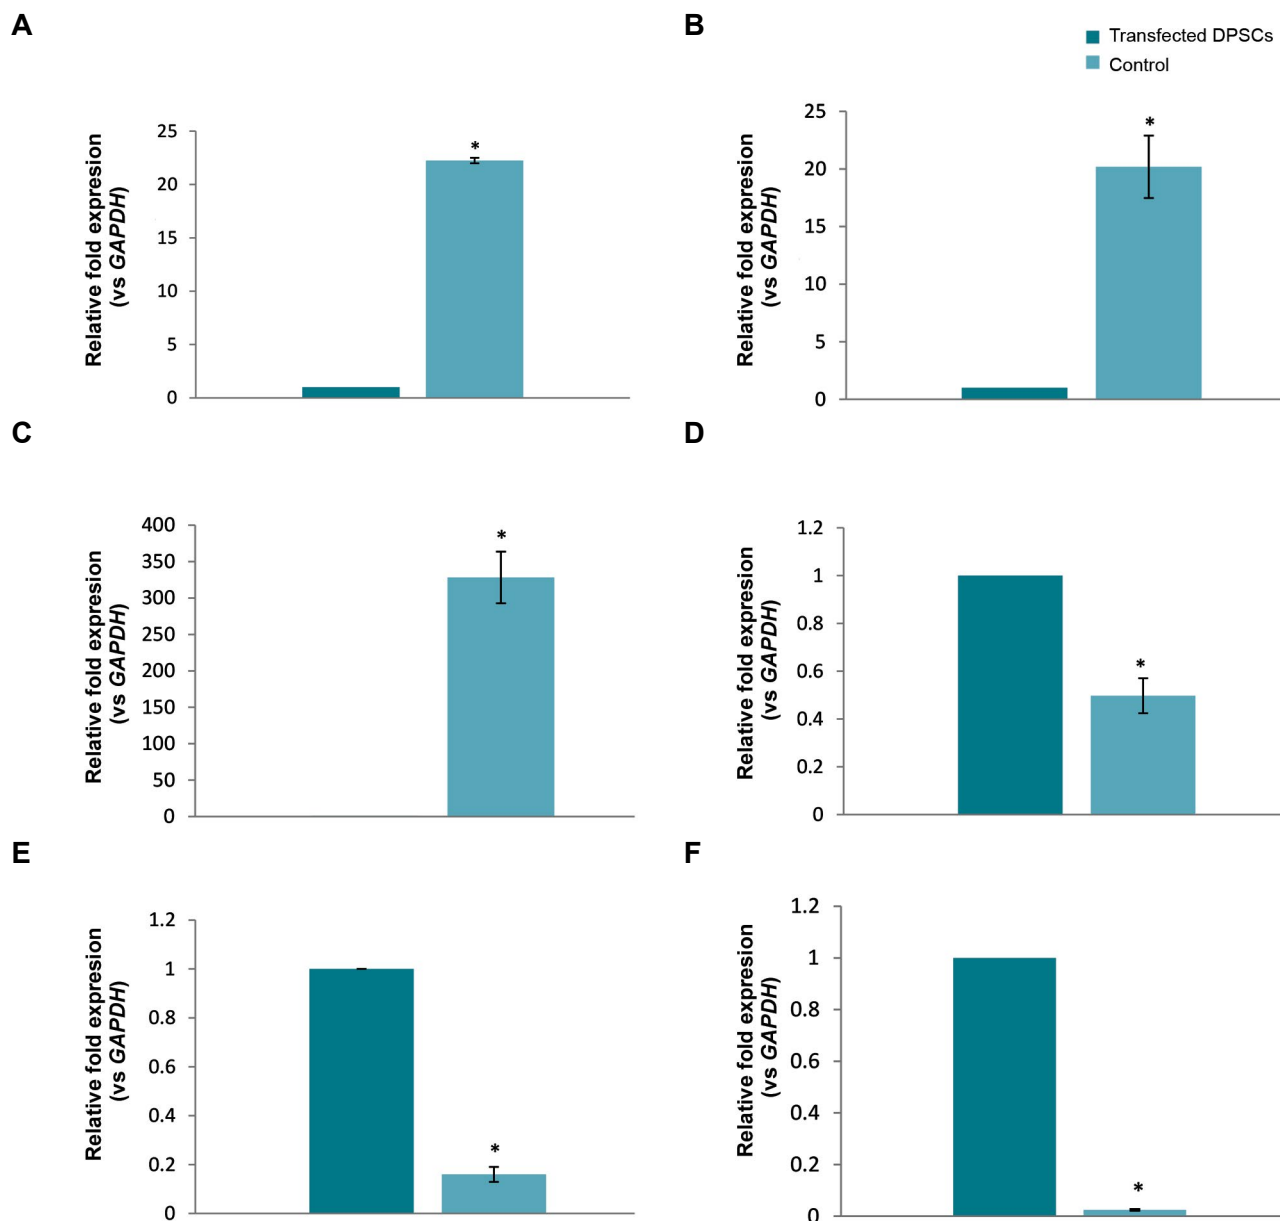 A
B
Transfected DPSCs
Control
Relative fold expresion
(vs GAPDH)
25
20
15
10
5
0
*
Relative fold expresion
(vs GAPDH)
25
20
15
10
5
0
*
C
D
Relative fold expresion
(vs GAPDH)
400
350
300
250
200
150
100
50
0
*
Relative fold expresion
(vs GAPDH)
1.2
1
0.8
0.6
0.4
0.2
0
*
E
F
Relative fold expresion
(vs GAPDH)
1.2
1
0.8
0.6
0.4
0.2
0
*
Relative fold expresion
(vs GAPDH)
1.2
1
0.8
0.6
0.4
0.2
0
*